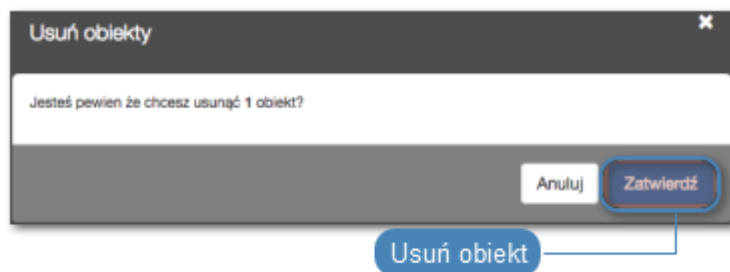 Usuń obiekty
Jesteś pewien że chcesz usunąć 1 obiekt?
Anuluj Zatwierdź
Usuń obiekt